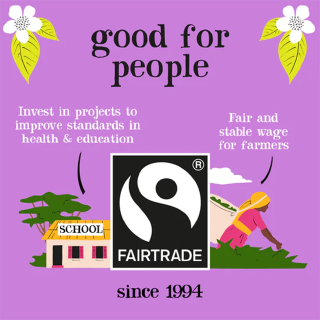 good for
people
Invest in projects to
improve standards in
health & education
Fair and
stable wage
for farmers
®
SCHOOL
FAIRTRADE
since 1994